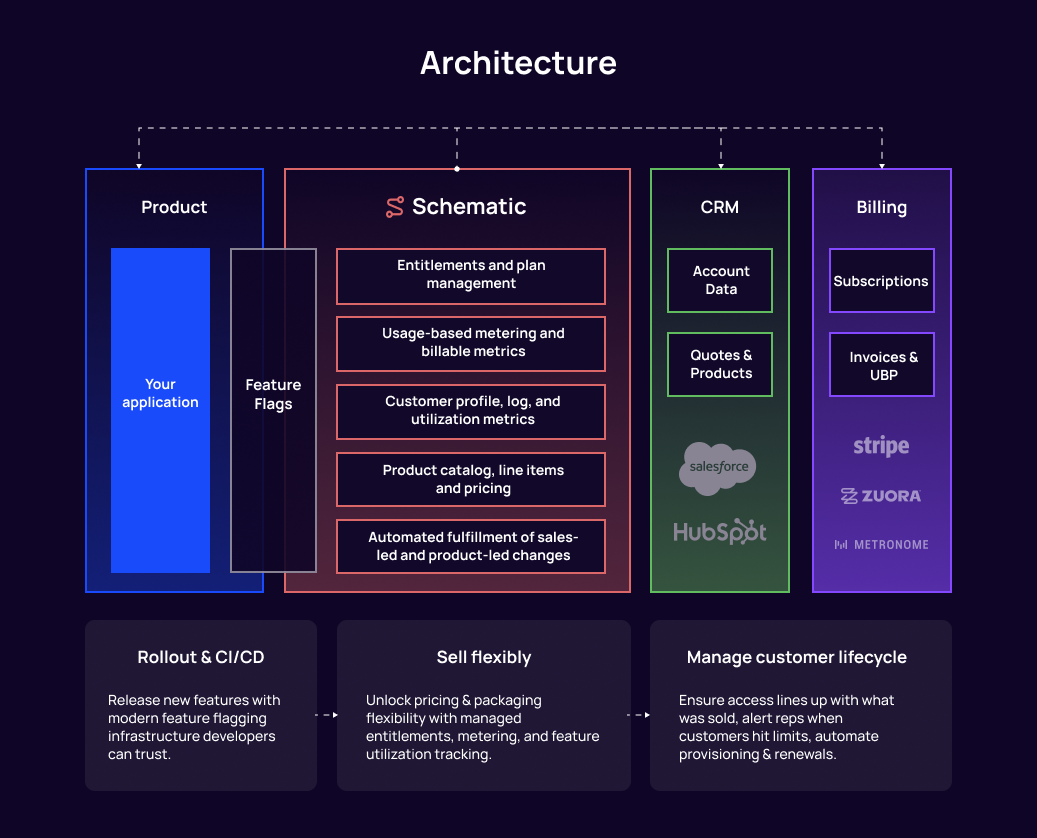 Architecture
Product
Your
application
Feature
Flags
Schematic
Entitlements and plan
management
Usage-based metering and
billable metrics
Customer profile, log, and
utilization metrics
Product catalog, line items
and pricing
Automated fulfillment of sales-
led and product-led changes
CRM
Account
Data
Quotes &
Products
salesforce
HubSpot
Billing
Subscriptions
Invoices &
UBP
stripe
ZUORA
METRONOME
Rollout & CI/CD
Release new features with
modern feature flagging
infrastructure developers
can trust.
Sell flexibly
Unlock pricing & packaging
flexibility with managed
entitlements, metering, and feature
utilization tracking.
Manage customer lifecycle
Ensure access lines up with what
was sold, alert reps when
customers hit limits, automate
provisioning & renewals.